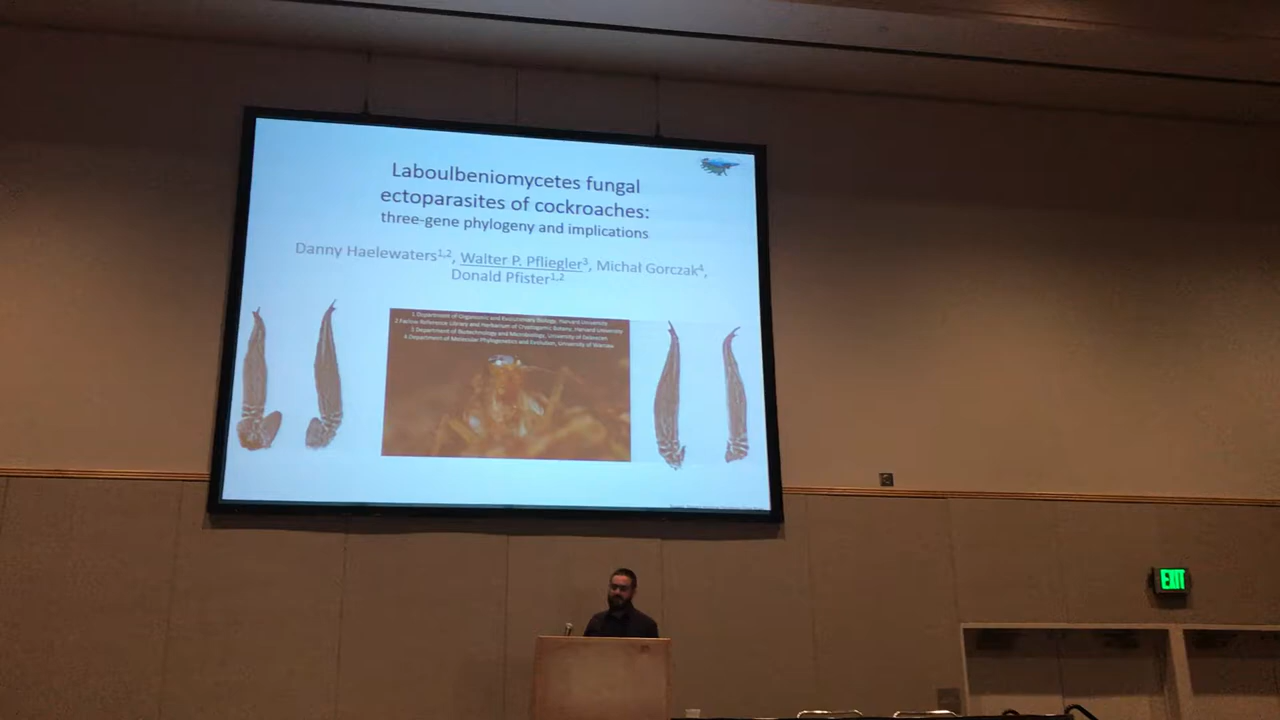 Laboulbeniomycetes fungal
ectoparasites of cockroaches:
three-gene phylogeny and implications
Danny Haelewaters1,2, Walter P. Pfliegler3, Michał Gorczak4,
Donald Pfister1,2
1 Department of Organismic and Evolutionary Biology, Harvard University
2 Farlow Reference Library and Herbarium of Cryptogamic Botany, Harvard University
3 Department of Biotechnology and Microbiology, University of Debrecen
4 Department of Molecular Phylogenetics and Evolution, University of Warsaw
EXIT